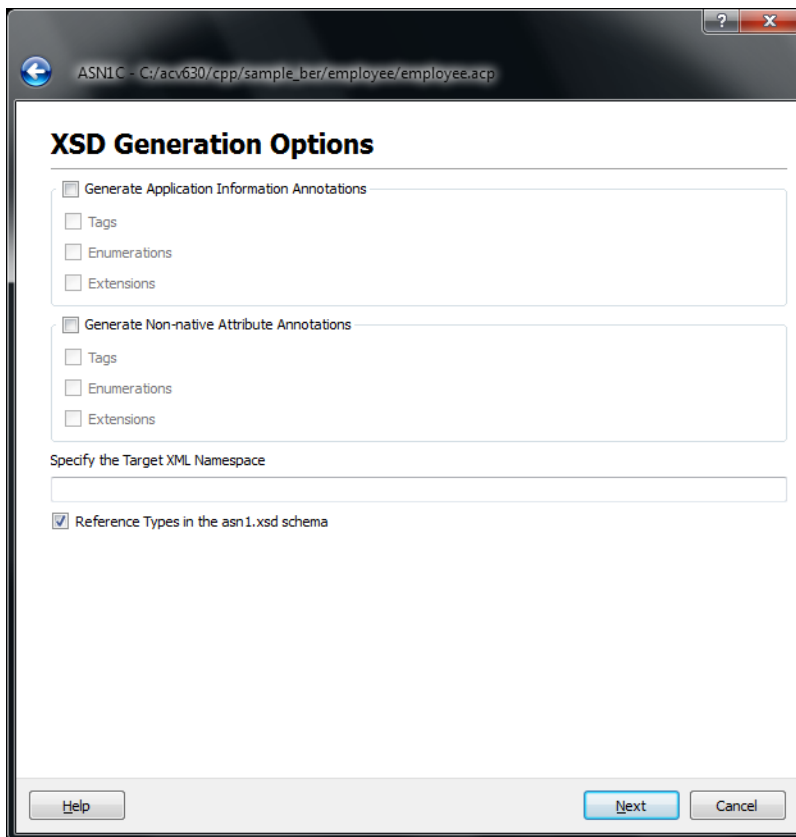 ?
X
ASN1C - C:/acv630/cpp/sample_ber/employee/employee.acp
XSD Generation Options
Generate Application Information Annotations
Tags
Enumerations
Extensions
Generate Non-native Attribute Annotations
Tags
Enumerations
Extensions
Specify the Target XML Namespace
Reference Types in the asn1.xsd schema
Help Next Cancel